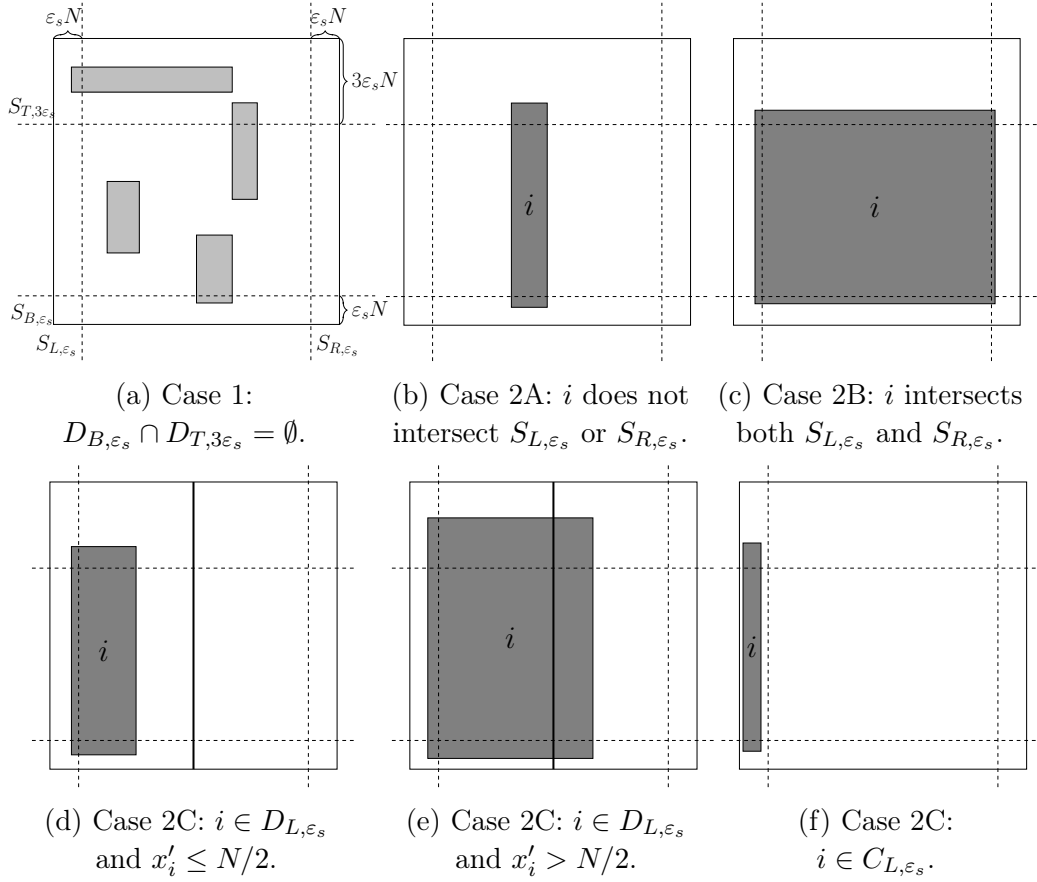 ε_sN ε_sN
3ε_sN
S_{T,3ε_s}
i i
ε_sN
S_{B,ε_s}
S_{L,ε_s} S_{R,ε_s}
(a) Case 1:
D_{B,ε_s} ∩ D_{T,3ε_s} = ∅.
(b) Case 2A: i does not
intersect S_{L,ε_s} or S_{R,ε_s}.
(c) Case 2B: i intersects
both S_{L,ε_s} and S_{R,ε_s}.
i i i
(d) Case 2C: i ∈ D_{L,ε_s}
and x'_i ≤ N/2.
(e) Case 2C: i ∈ D_{L,ε_s}
and x'_i > N/2.
(f) Case 2C:
i ∈ C_{L,ε_s}.